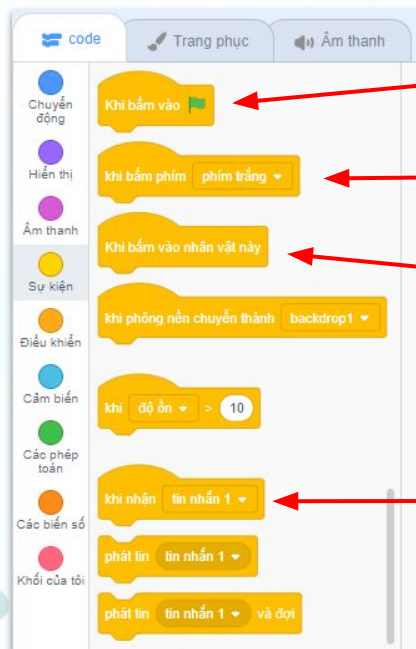 code Trang phục Âm thanh
Chuyển
động
Hiển thị
Âm thanh
Sự kiện
Điều khiển
Cảm biến
Các phép
toán
Các biến số
Khối của tôi
Khi bấm vào
khi bấm phím phím trắng
Khi bấm vào nhân vật này
khi phông nền chuyển thành backdrop1
khi độ ồn > 10
khi nhận tin nhắn 1
phát tin tin nhắn 1
phát tin tin nhắn 1 và đợi